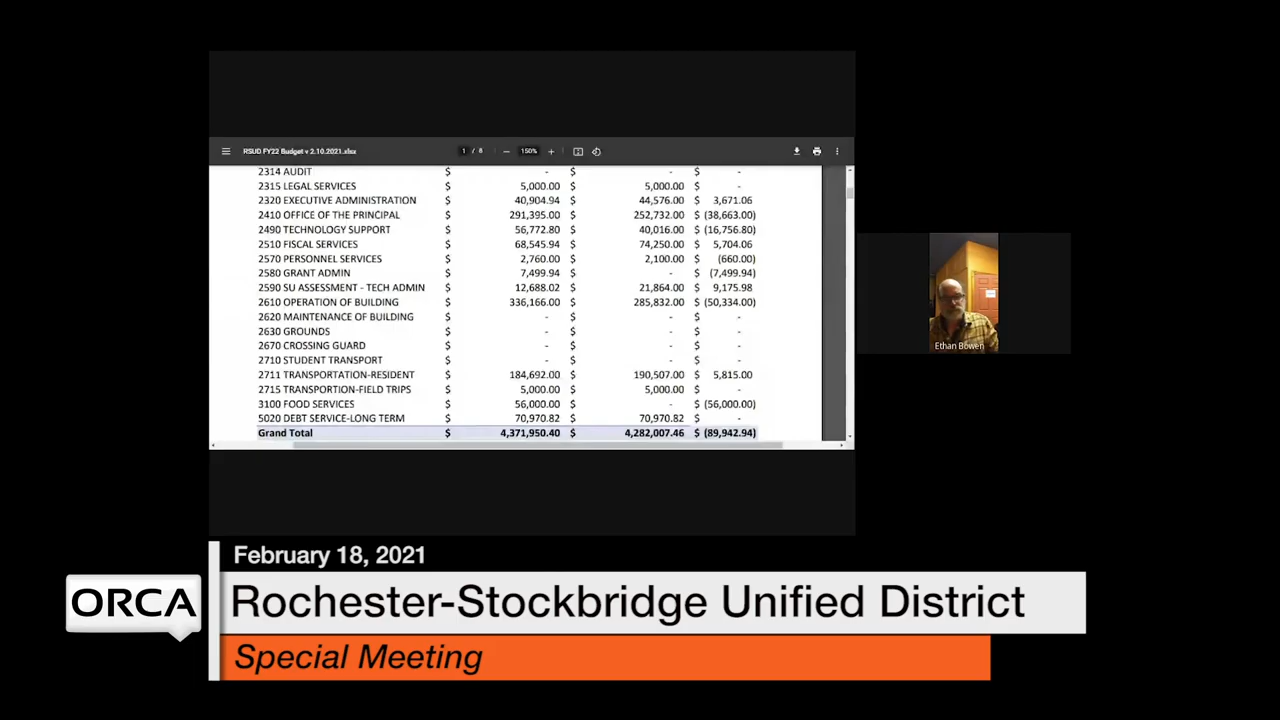 RSUD FY22 Budget v 2.10.2021.xlsx 1 / 8 150%
2314 AUDIT $ - $ - $ -
2315 LEGAL SERVICES $ 5,000.00 $ 5,000.00 $ -
2320 EXECUTIVE ADMINISTRATION $ 40,904.94 $ 44,576.00 $ 3,671.06
2410 OFFICE OF THE PRINCIPAL $ 291,395.00 $ 252,732.00 $ (38,663.00)
2490 TECHNOLOGY SUPPORT $ 56,772.80 $ 40,016.00 $ (16,756.80)
2510 FISCAL SERVICES $ 68,545.94 $ 74,250.00 $ 5,704.06
2570 PERSONNEL SERVICES $ 2,760.00 $ 2,100.00 $ (660.00)
2580 GRANT ADMIN $ 7,499.94 $ - $ (7,499.94)
2590 SU ASSESSMENT - TECH ADMIN $ 12,688.02 $ 21,864.00 $ 9,175.98
2610 OPERATION OF BUILDING $ 336,166.00 $ 285,832.00 $ (50,334.00)
2620 MAINTENANCE OF BUILDING $ - $ - $ -
2630 GROUNDS $ - $ - $ -
2670 CROSSING GUARD $ - $ - $ -
2710 STUDENT TRANSPORT $ - $ - $ -
2711 TRANSPORTATION-RESIDENT $ 184,692.00 $ 190,507.00 $ 5,815.00
2715 TRANSPORTION-FIELD TRIPS $ 5,000.00 $ 5,000.00 $ -
3100 FOOD SERVICES $ 56,000.00 $ - $ (56,000.00)
5020 DEBT SERVICE-LONG TERM $ 70,970.82 $ 70,970.82 $ -
Grand Total $ 4,371,950.40 $ 4,282,007.46 $ (89,942.94)
Ethan Bowen
February 18, 2021
ORCA
Rochester-Stockbridge Unified District
Special Meeting